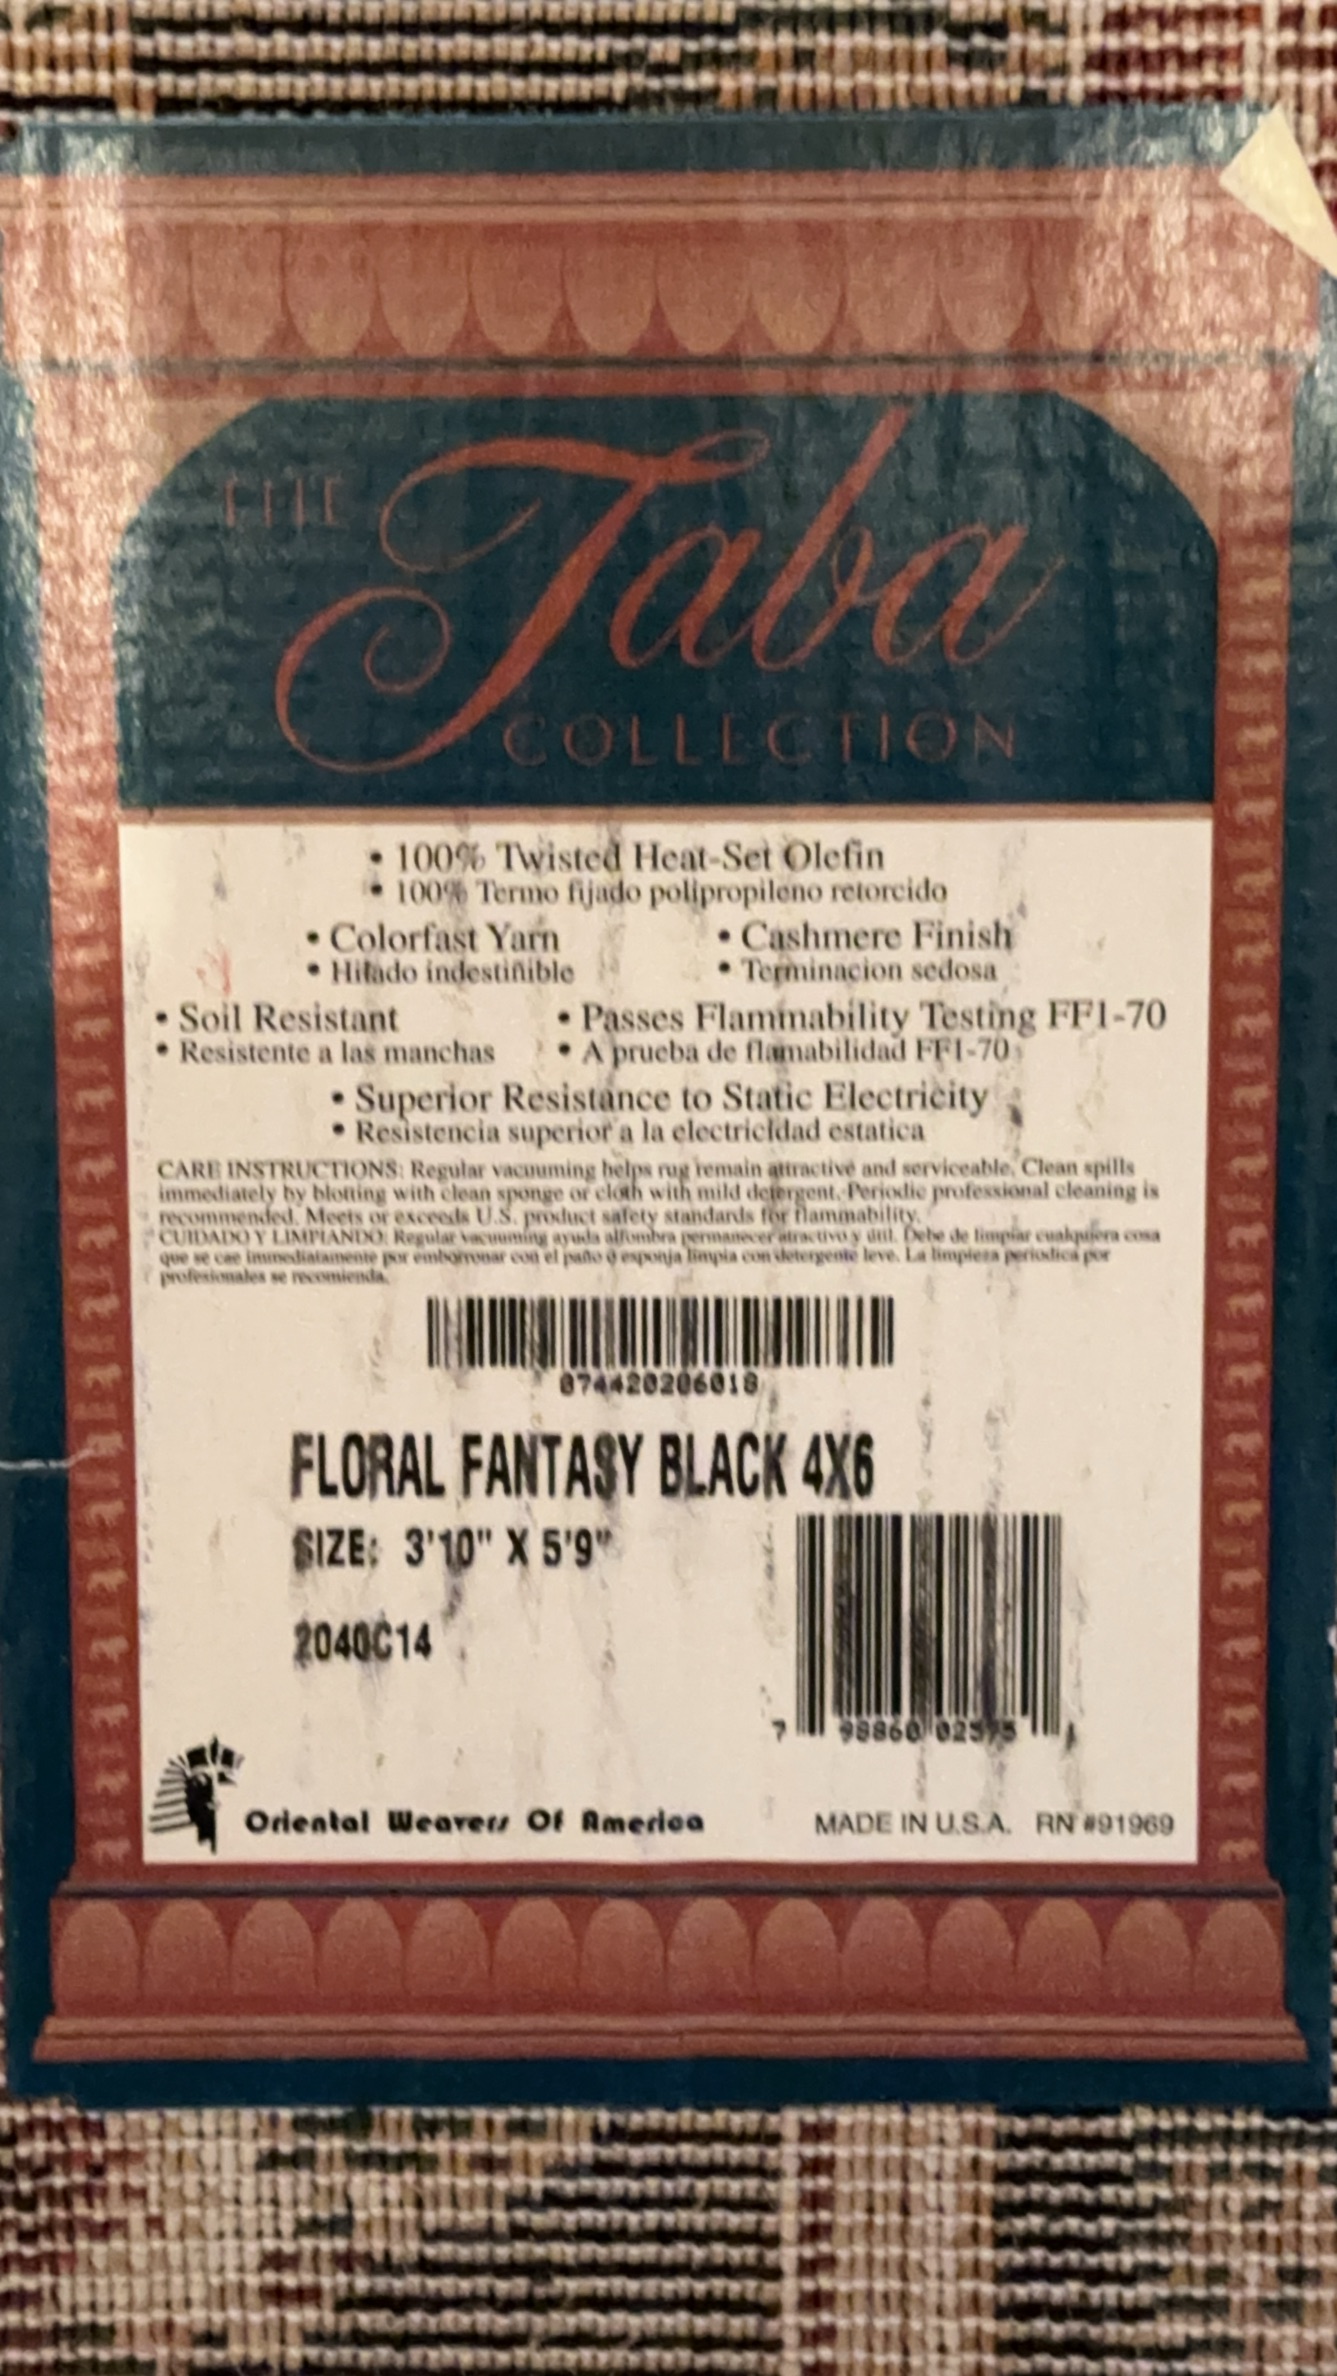 THE Taba
COLLECTION
• 100% Twisted Heat-Set Olefin
• 100% Termo fijado polipropileno retorcido
• Colorfast Yarn • Cashmere Finish
• Hilado indestiñible • Terminacion sedosa
• Soil Resistant • Passes Flammability Testing FF1-70
• Resistente a las manchas • A prueba de flamabilidad FF1-70
• Superior Resistance to Static Electricity
• Resistencia superior a la electricidad estatica
CARE INSTRUCTIONS: Regular vacuuming helps rug remain attractive and serviceable. Clean spills
immediately by blotting with clean sponge or cloth with mild detergent. Periodic professional cleaning is
recommended. Meets or exceeds U.S. product safety standards for flammability.
CUIDADO Y LIMPIANDO: Regular vacuuming ayuda alfombra permanecer atractivo y útil. Debe de limpiar cualquiera cosa
que se cae immediatamente por emborronar con el paño o esponja limpia con detergente leve. La limpieza periodica por
profesionales se recomienda.
074420206018
FLORAL FANTASY BLACK 4X6
SIZE: 3'10" X 5'9"
2040C14
7 98860 02575
Oriental Weavers Of America MADE IN U.S.A. RN #91969